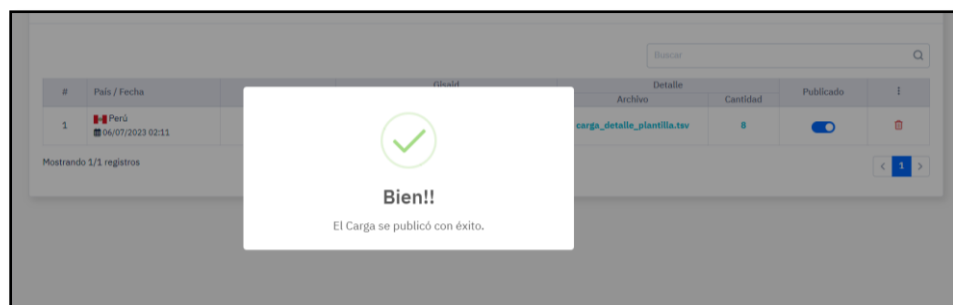 Buscar
# País / Fecha Gisaid Detalle Publicado
Archivo Cantidad
1 Perú carga_detalle_plantilla.tsv 8
06/07/2023 02:11
Mostrando 1/1 registros < 1 >
Bien!!
El Carga se publicó con éxito.